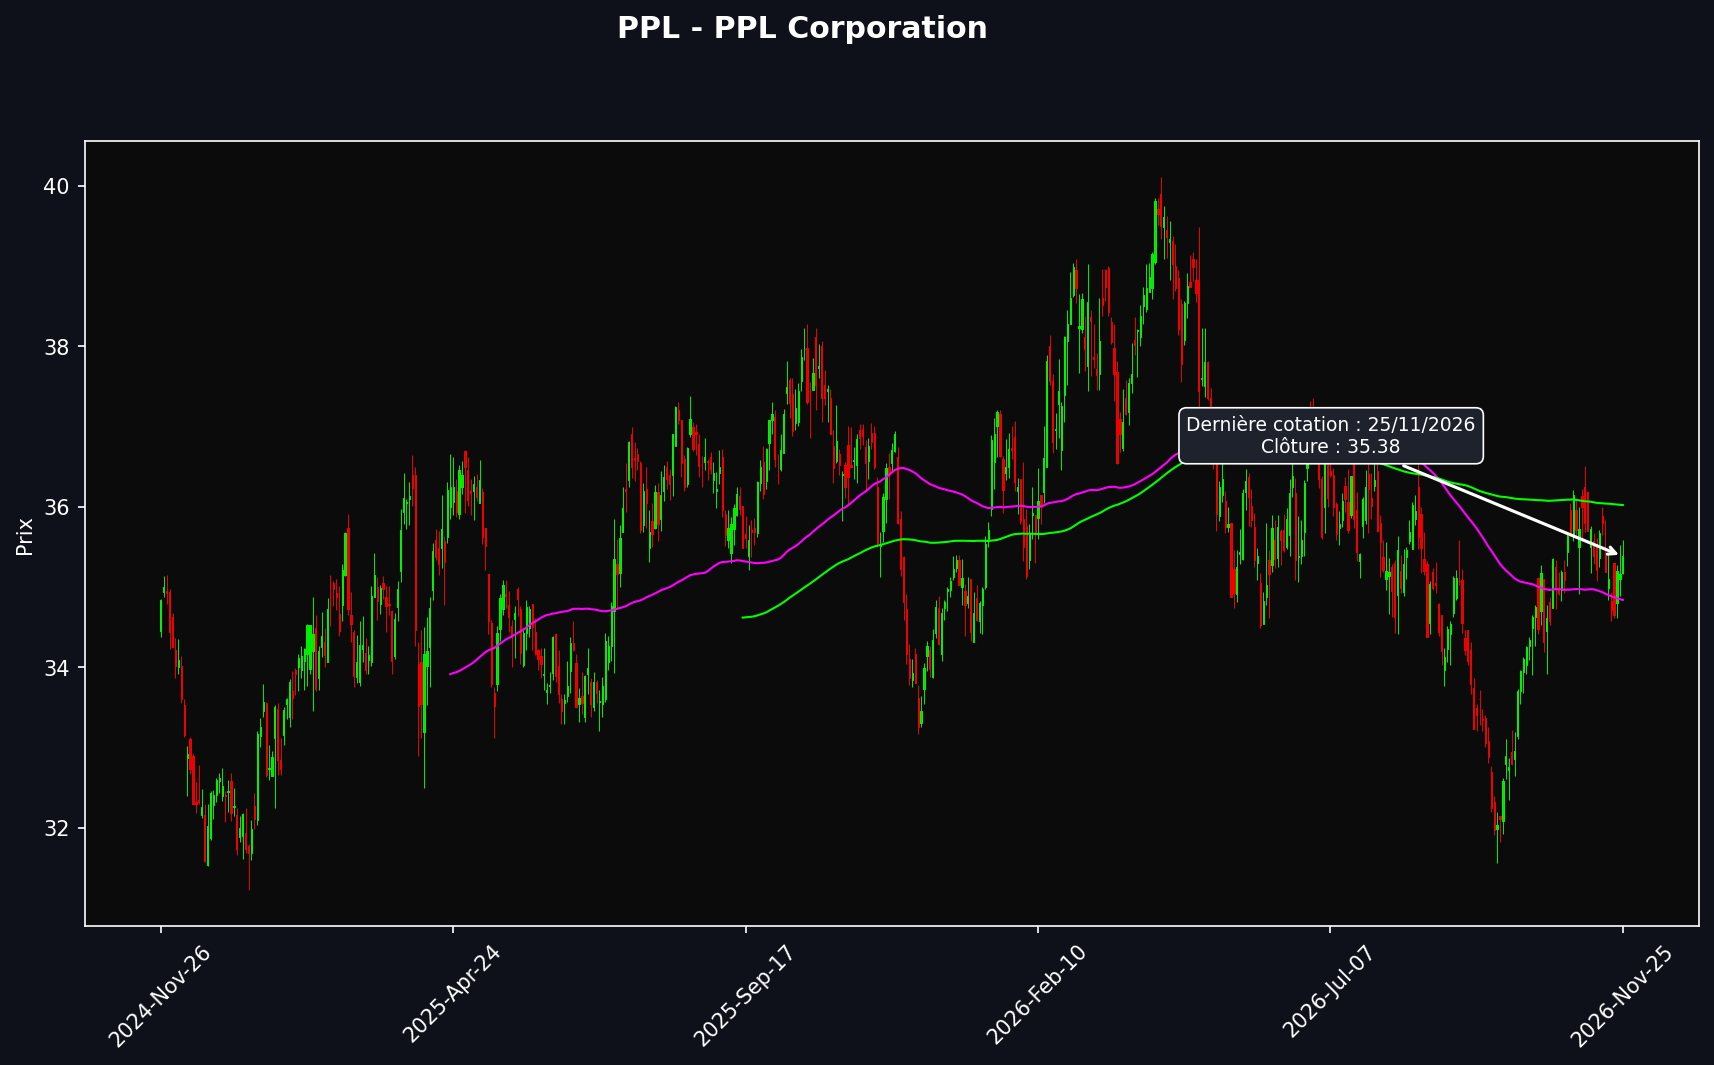 PPL - PPL Corporation
Prix
40
38
36
34
32
Dernière cotation : 25/11/2026
Clôture : 35.38
2024-Nov-26
2025-Apr-24
2025-Sep-17
2026-Feb-10
2026-Jul-07
2026-Nov-25